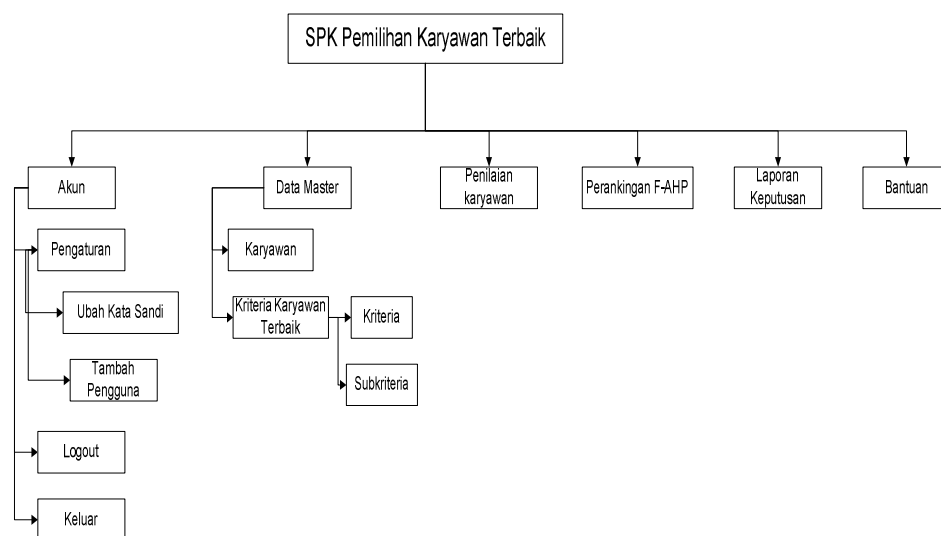 SPK Pemilihan Karyawan Terbaik
Akun
Data Master
Penilaian
karyawan
Perankingan F-AHP
Laporan
Keputusan
Bantuan
Pengaturan
Ubah Kata Sandi
Tambah
Pengguna
Logout
Keluar
Karyawan
Kriteria Karyawan
Terbaik
Kriteria
Subkriteria